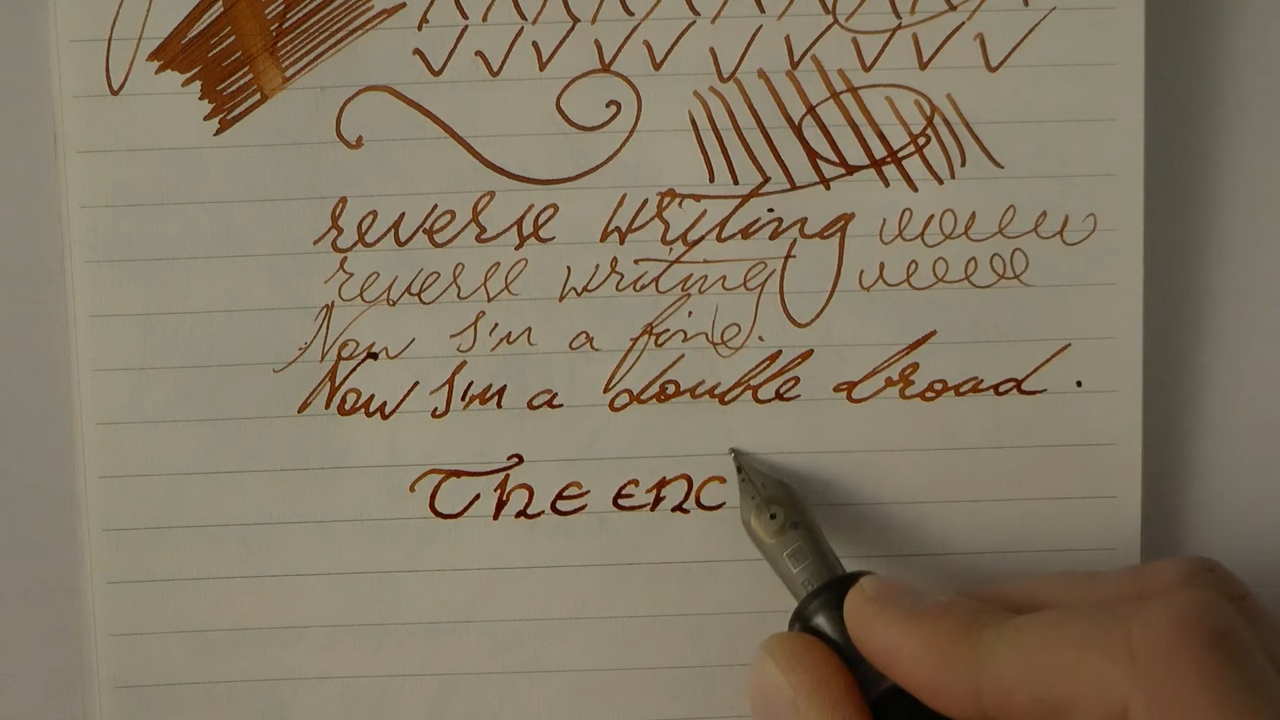 reverse writing
reverse writing
Now I'm a fine.
Now I'm a double broad.
The enc
B